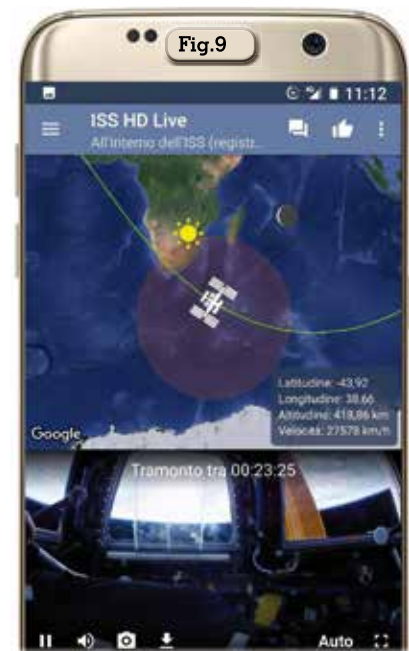 Fig.9
11:12
ISS HD Live
All'interno dell'ISS (registr...
Latitudine: -43,92
Longitudine: 38,66
Altitudine: 418,86 km
Velocità: 27578 km/h
Google
Tramonto tra 00:23:25
Auto